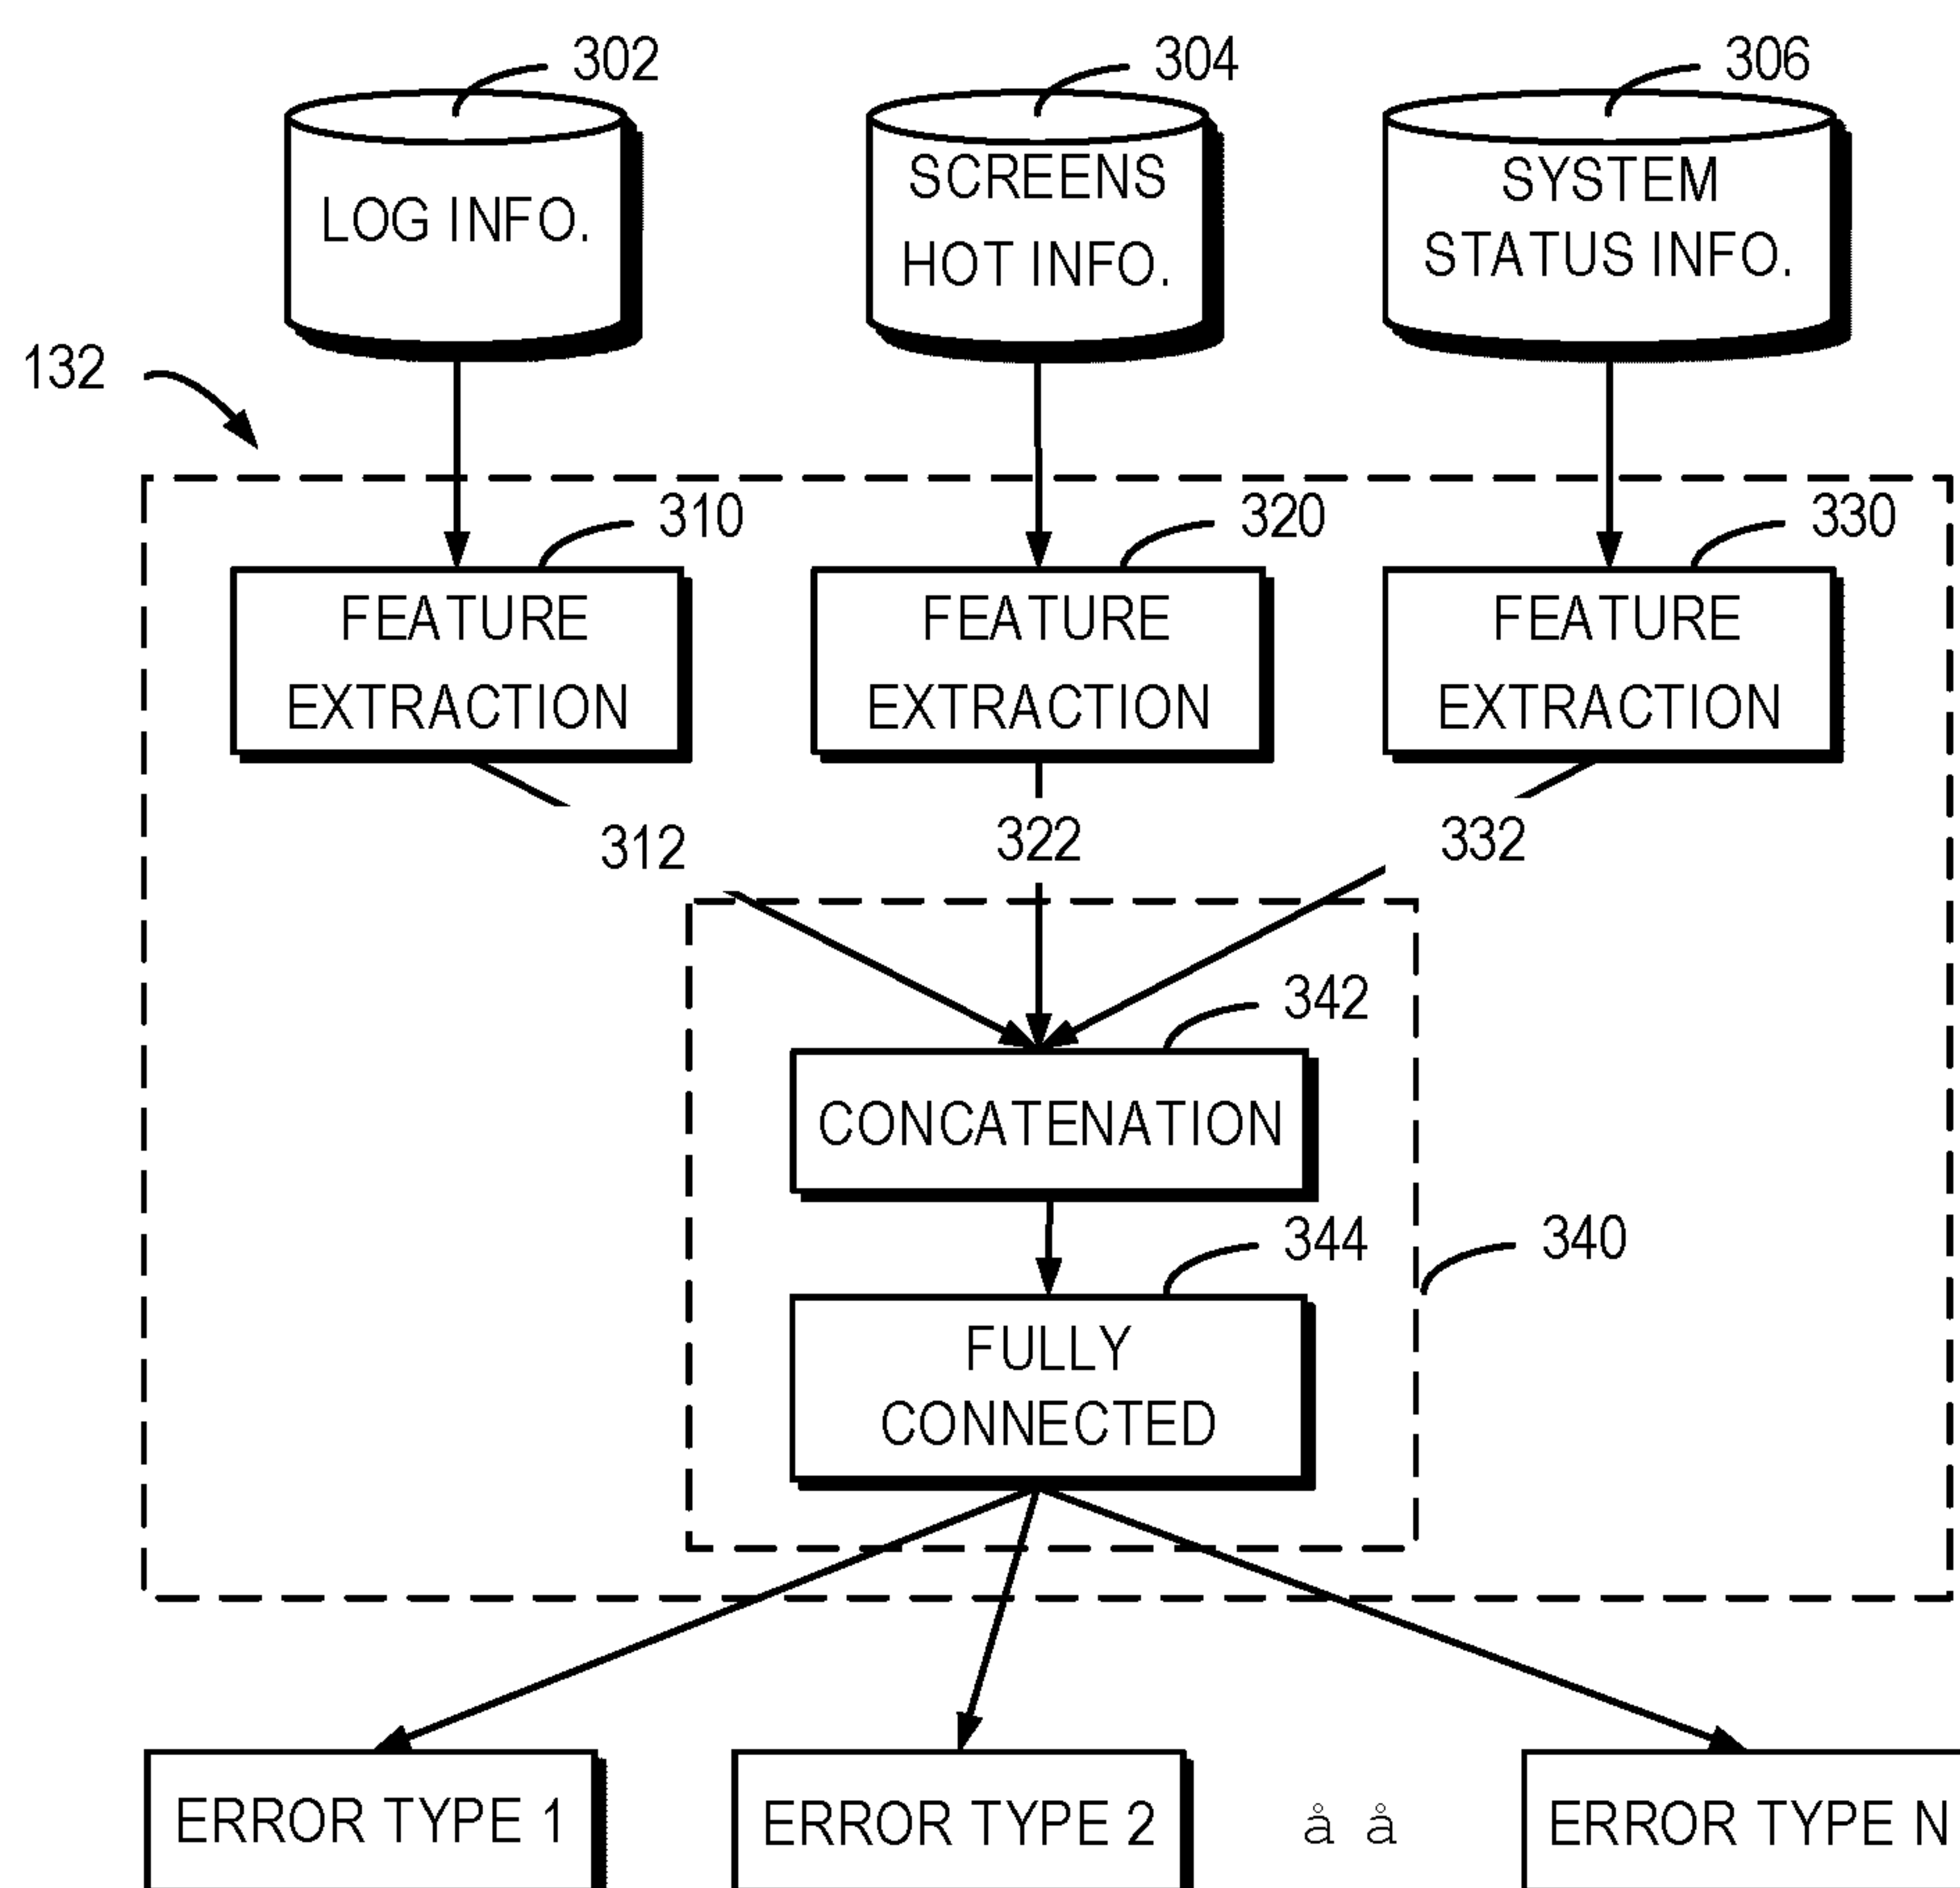 302
304
306
LOG INFO.
SCREENS
HOT INFO.
SYSTEM
STATUS INFO.
132
310
320
330
FEATURE
EXTRACTION
FEATURE
EXTRACTION
FEATURE
EXTRACTION
312
322
332
342
CONCATENATION
344
340
FULLY
CONNECTED
ERROR TYPE 1
ERROR TYPE 2
å å
ERROR TYPE N